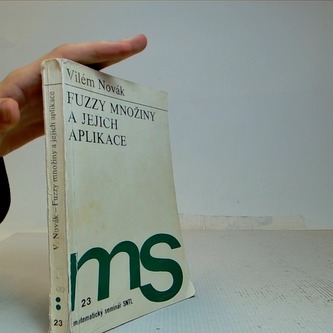 Vilém Novák
FUZZY MNOŽINY
A JEJICH
APLIKACE
ms
23
matematický seminář SNTL
V. Novák – Fuzzy množiny a jejich aplikace
23